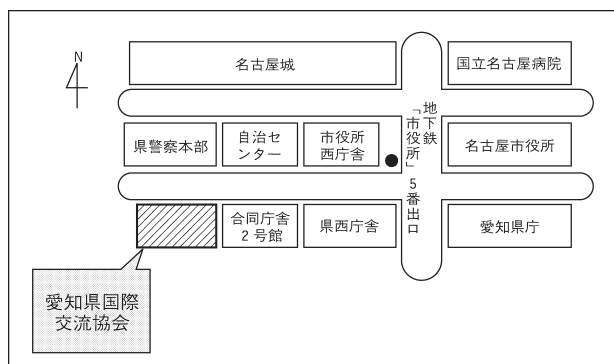 N
名古屋城
国立名古屋病院
地下鉄
「市役所」5番出口
県警察本部
自治セ
ンター
市役所
西庁舎
名古屋市役所
合同庁舎
2号館
県西庁舎
愛知県庁
愛知県国際
交流協会